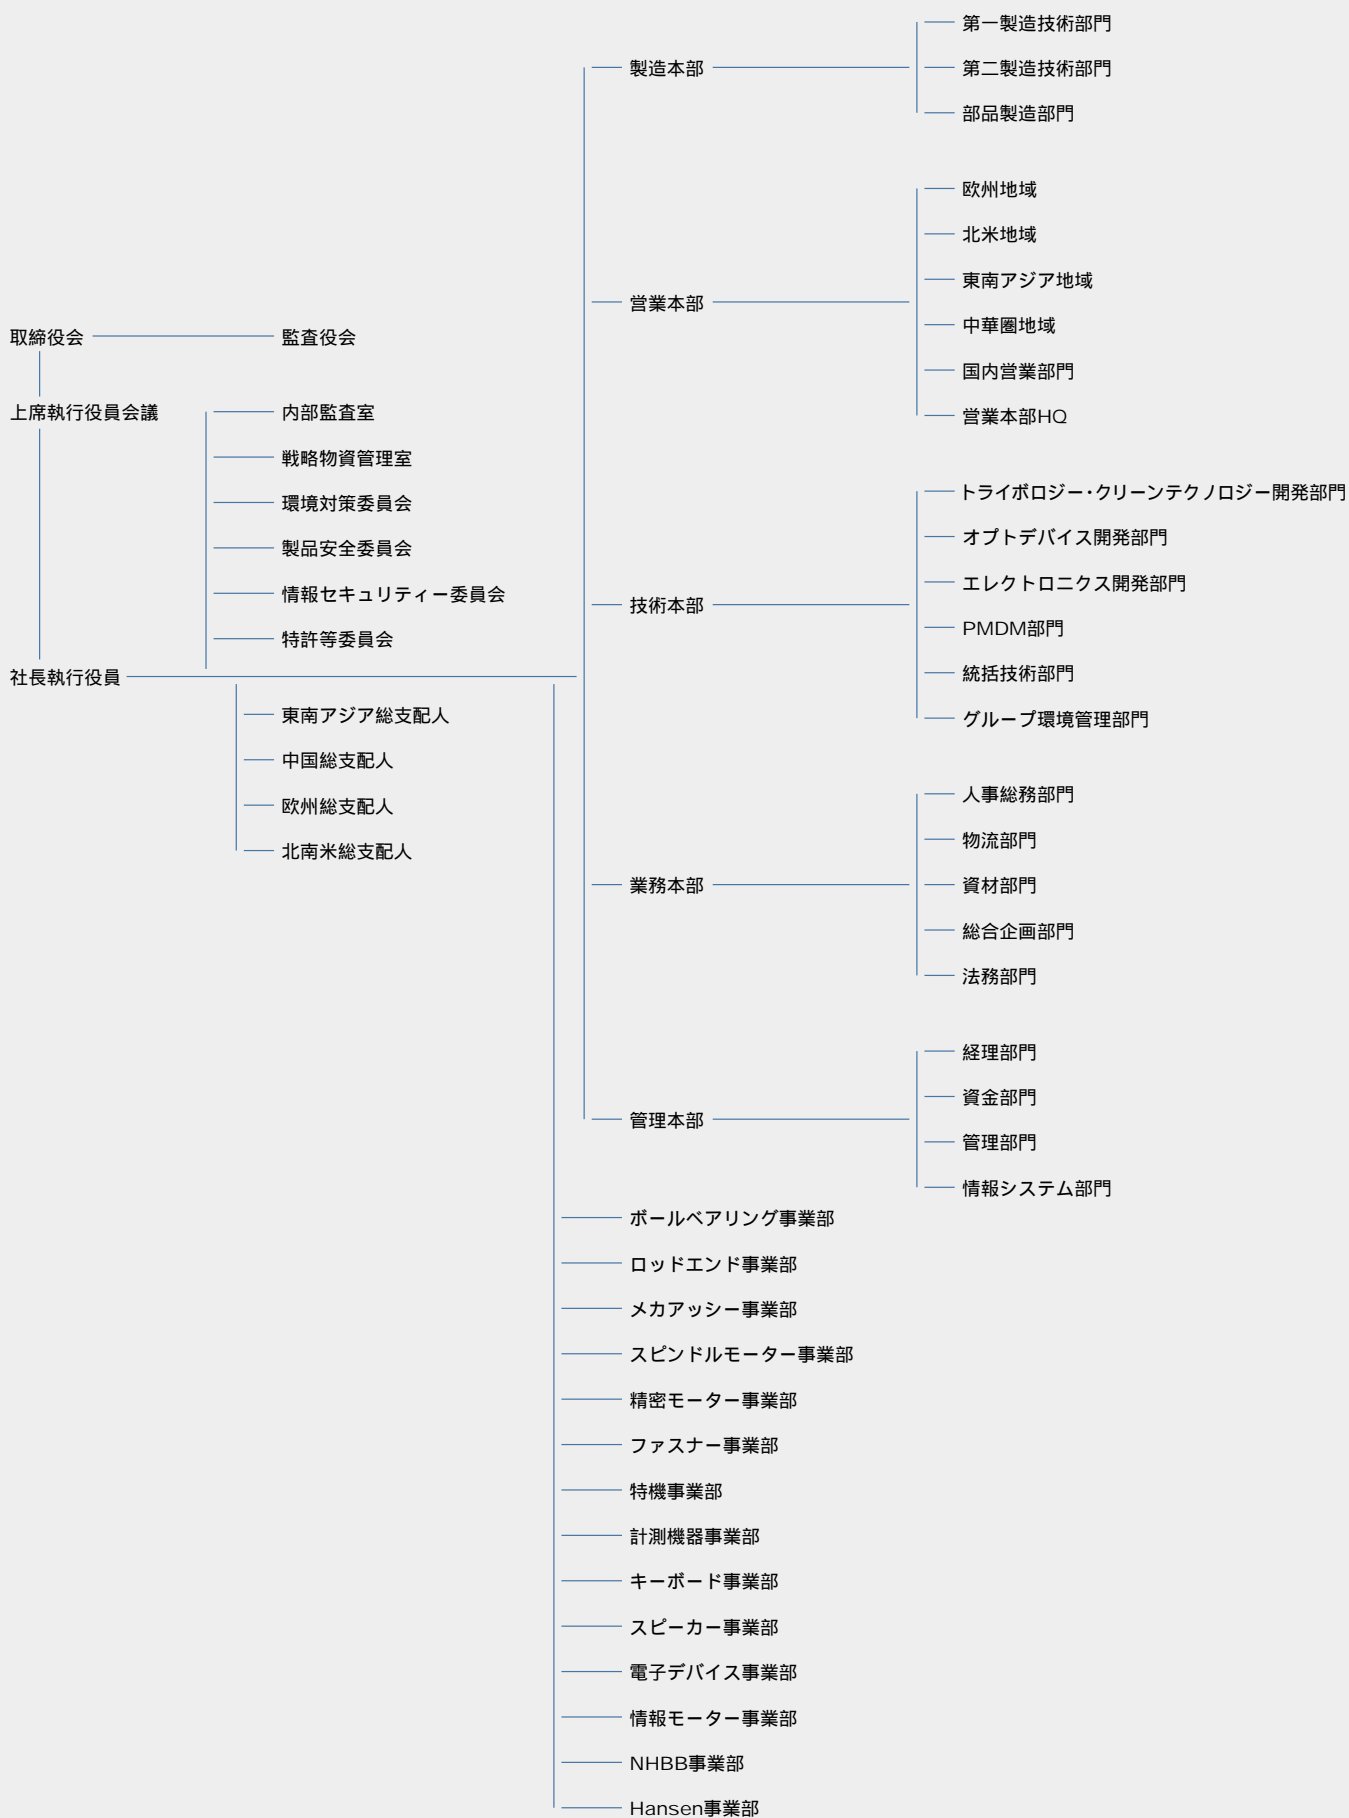 取締役会
監査役会
上席執行役員会議
内部監査室
戦略物資管理室
環境対策委員会
製品安全委員会
情報セキュリティー委員会
特許等委員会
社長執行役員
東南アジア総支配人
中国総支配人
欧州総支配人
北南米総支配人
製造本部
第一製造技術部門
第二製造技術部門
部品製造部門
営業本部
欧州地域
北米地域
東南アジア地域
中華圏地域
国内営業部門
営業本部HQ
技術本部
トライボロジー・クリーンテクノロジー開発部門
オプトデバイス開発部門
エレクトロニクス開発部門
PMDM部門
統括技術部門
グループ環境管理部門
業務本部
人事総務部門
物流部門
資材部門
総合企画部門
法務部門
管理本部
経理部門
資金部門
管理部門
情報システム部門
ボールベアリング事業部
ロッドエンド事業部
メカアッシー事業部
スピンドルモーター事業部
精密モーター事業部
ファスナー事業部
特機事業部
計測機器事業部
キーボード事業部
スピーカー事業部
電子デバイス事業部
情報モーター事業部
NHBB事業部
Hansen事業部